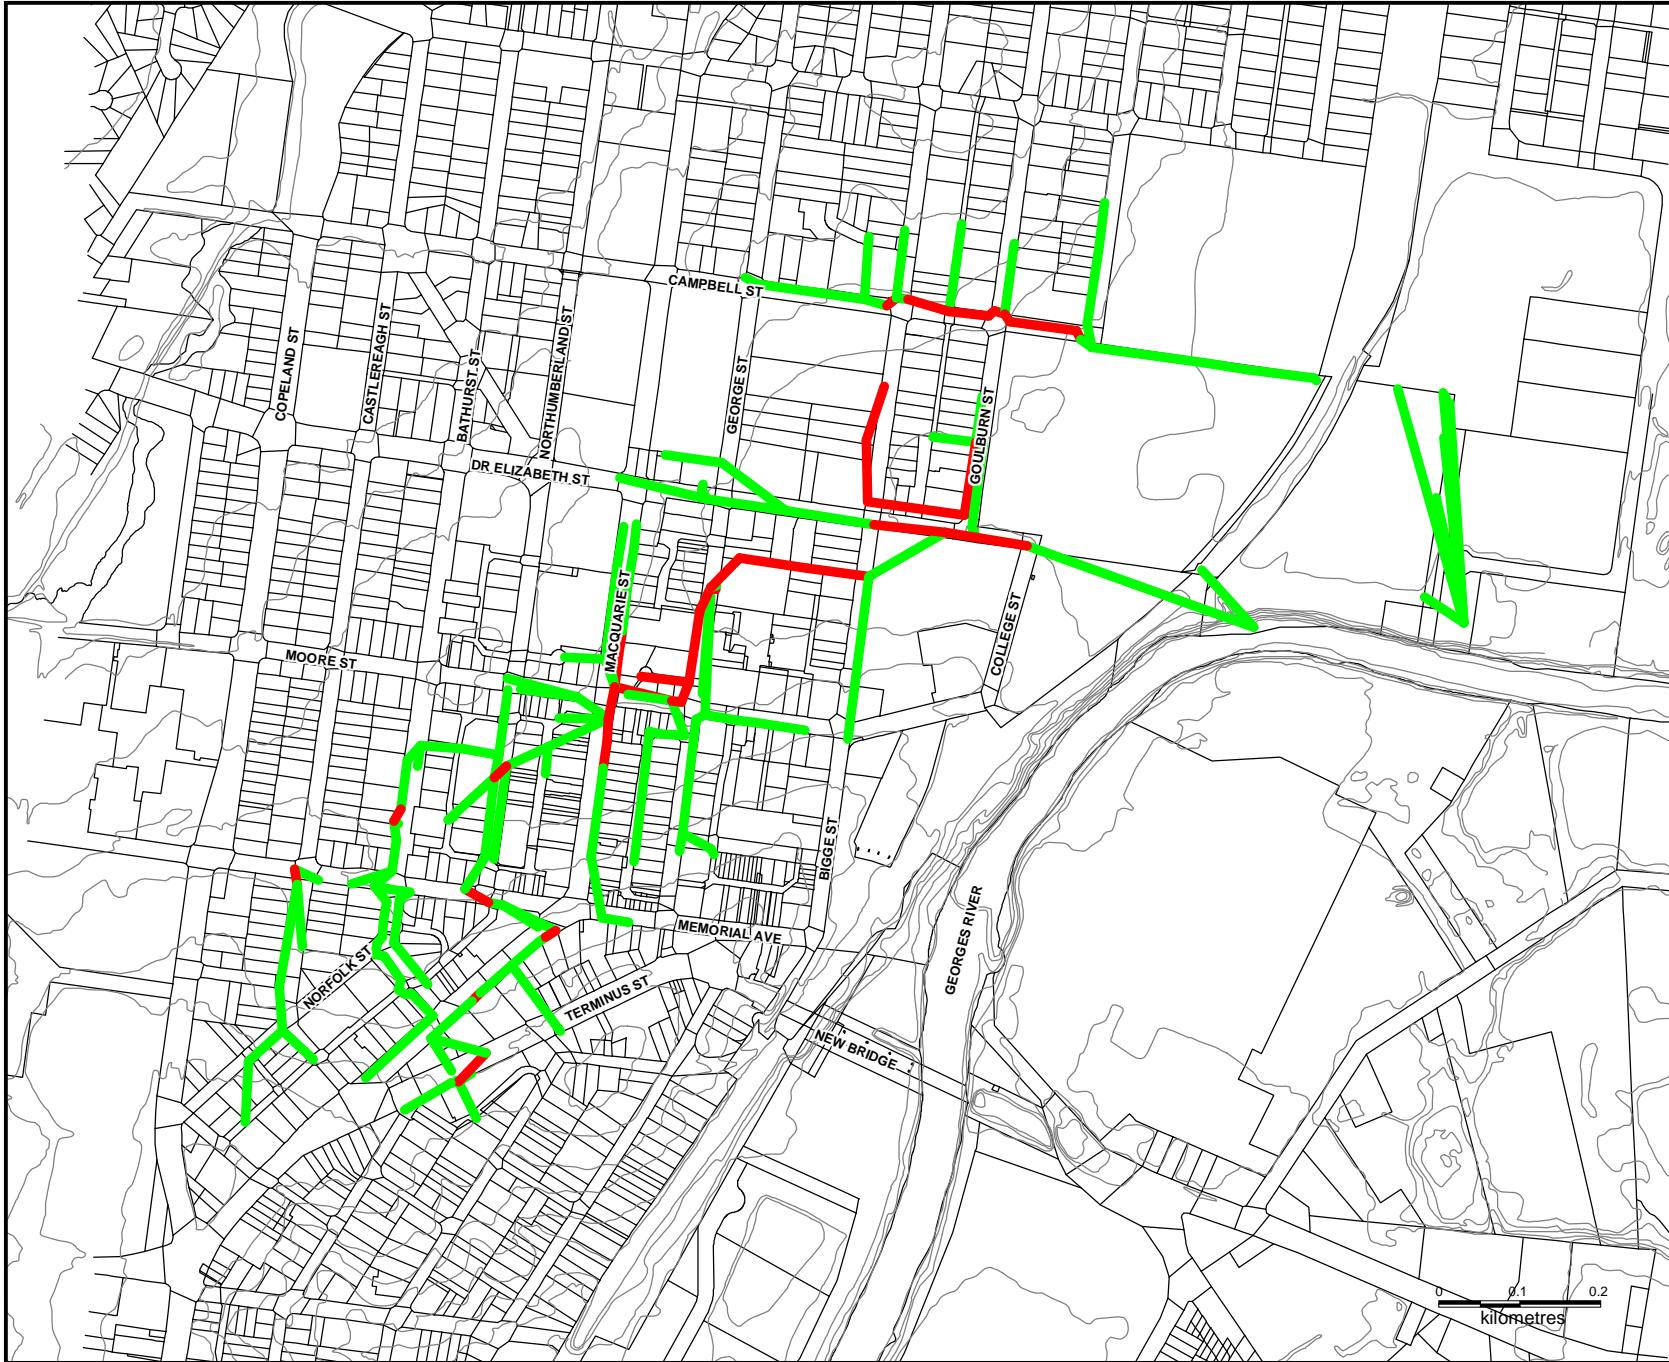 CAMPBELL ST
COPELAND ST
CASTLEREAGH ST
BATHURST ST
NORTHUMBERLAND ST
GEORGE ST
GOULBURN ST
DR ELIZABETH ST
MACQUARIE ST
COLLEGE ST
MOORE ST
BIGGE ST
MEMORIAL AVE
GEORGES RIVER
NORFOLK ST
TERMINUS ST
NEW BRIDGE
0 0.1 0.2
kilometres